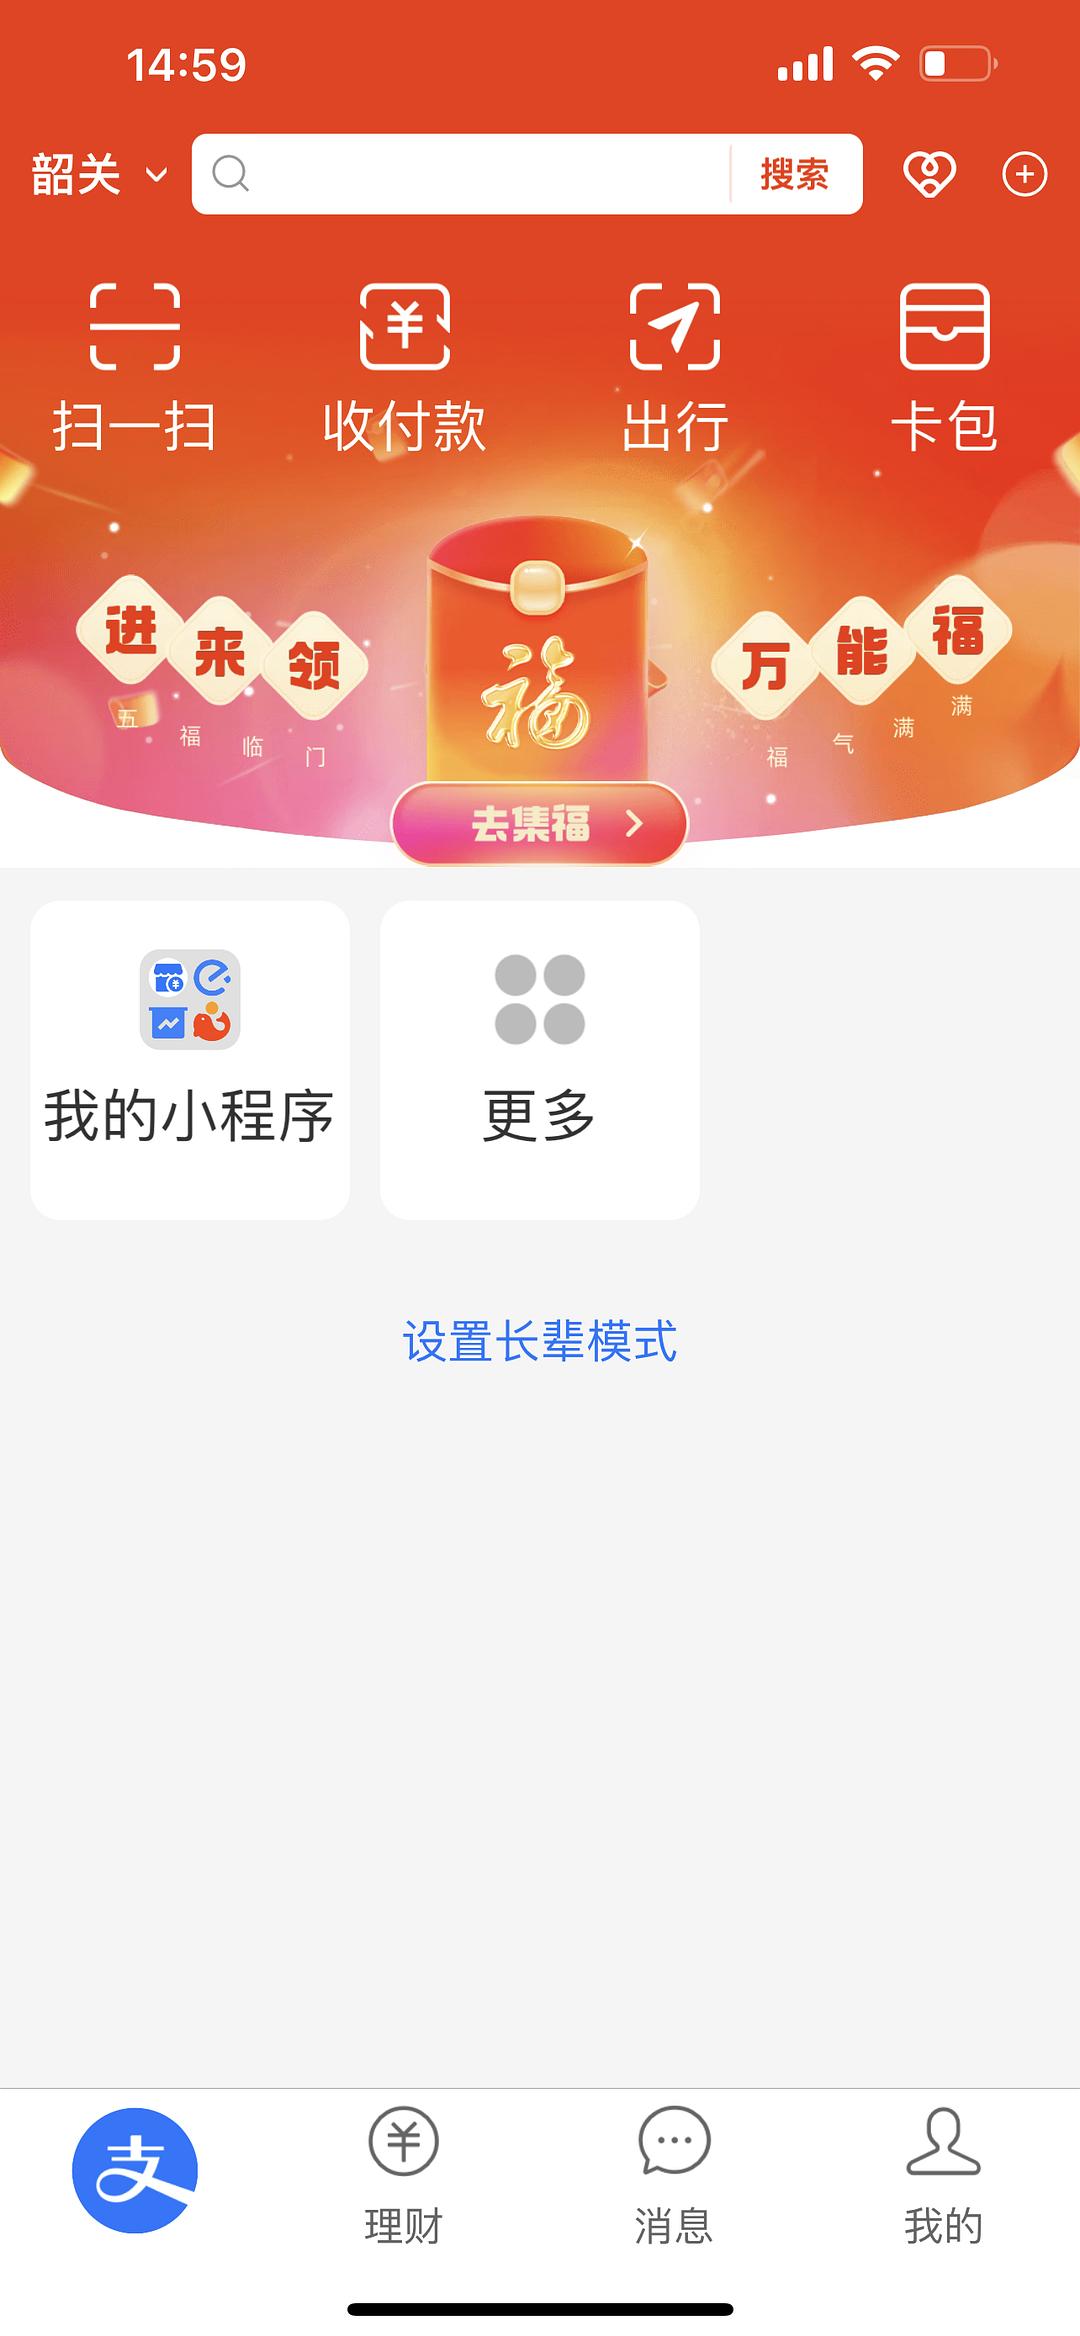 14:59
韶关
搜索
扫一扫
收付款
出行
卡包
进来领
万能福
福
五福临门
福气满满
去集福
我的小程序
更多
设置长辈模式
支
理财
消息
我的